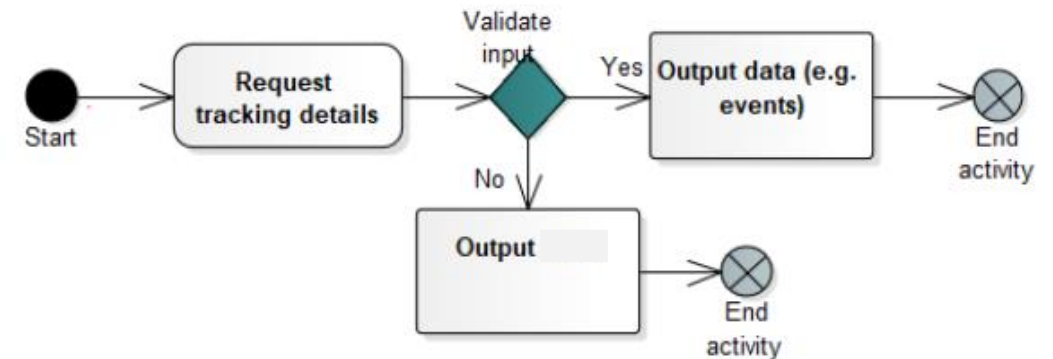 Validate
input
Request
tracking details
Yes
Output data (e.g.
events)
Start
End
activity
No
Output
End
activity